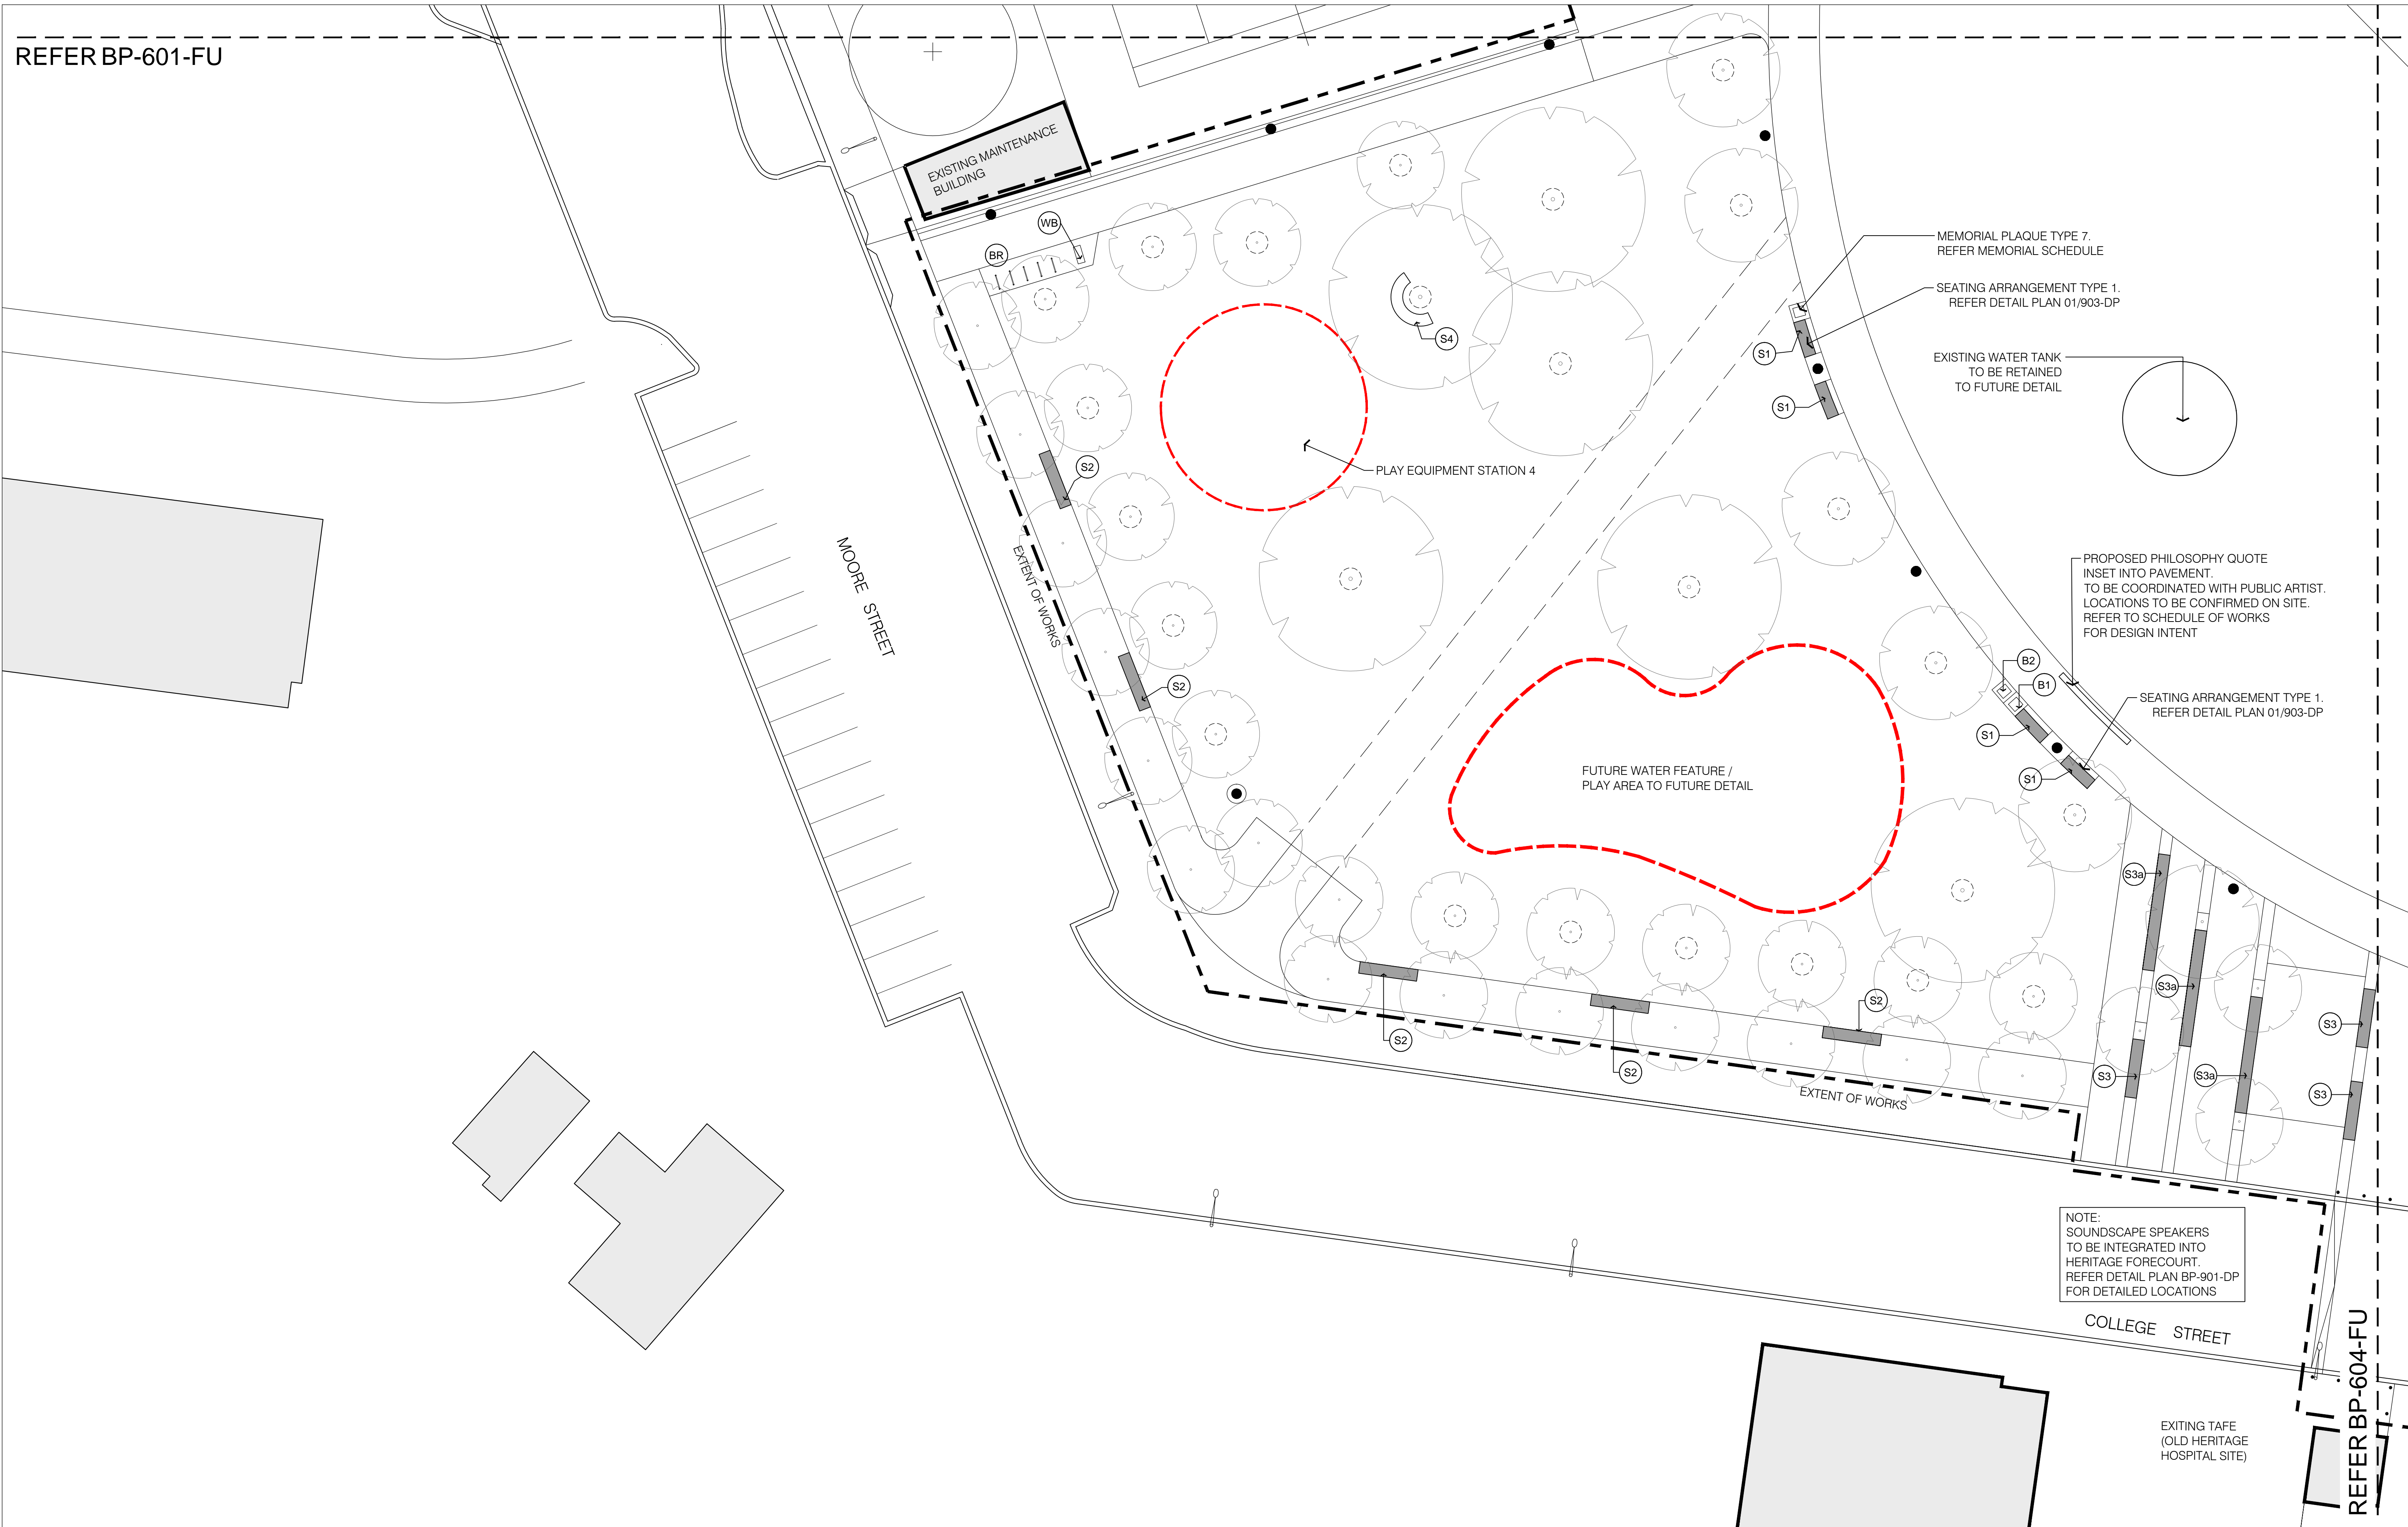 REFER BP-601-FU
EXISTING MAINTENANCE
BUILDING
WB
BR
MEMORIAL PLAQUE TYPE 7.
REFER MEMORIAL SCHEDULE
SEATING ARRANGEMENT TYPE 1.
REFER DETAIL PLAN 01/903-DP
S4
S1
EXISTING WATER TANK
TO BE RETAINED
TO FUTURE DETAIL
S1
S2
PLAY EQUIPMENT STATION 4
MOORE STREET
EXTENT OF WORKS
PROPOSED PHILOSOPHY QUOTE
INSET INTO PAVEMENT.
TO BE COORDINATED WITH PUBLIC ARTIST.
LOCATIONS TO BE CONFIRMED ON SITE.
REFER TO SCHEDULE OF WORKS
FOR DESIGN INTENT
B2
B1
S2
SEATING ARRANGEMENT TYPE 1.
REFER DETAIL PLAN 01/903-DP
S1
S1
FUTURE WATER FEATURE /
PLAY AREA TO FUTURE DETAIL
S3a
S3a
S2
S3
S2
S2
S3
S3a
S3
EXTENT OF WORKS
NOTE:
SOUNDSCAPE SPEAKERS
TO BE INTEGRATED INTO
HERITAGE FORECOURT.
REFER DETAIL PLAN BP-901-DP
FOR DETAILED LOCATIONS
COLLEGE STREET
REFER BP-604-FU
EXITING TAFE
(OLD HERITAGE
HOSPITAL SITE)